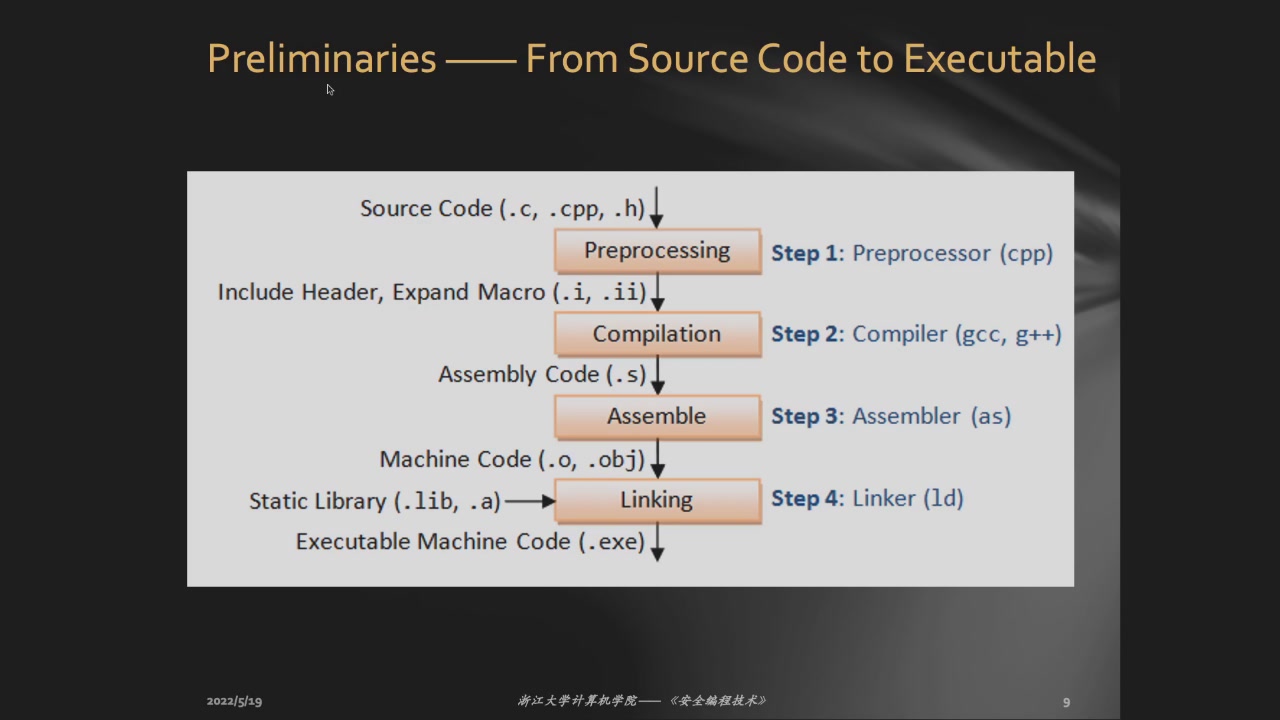 Preliminaries —— From Source Code to Executable
Source Code (.c, .cpp, .h)
Preprocessing
Step 1: Preprocessor (cpp)
Include Header, Expand Macro (.i, .ii)
Compilation
Step 2: Compiler (gcc, g++)
Assembly Code (.s)
Assemble
Step 3: Assembler (as)
Machine Code (.o, .obj)
Static Library (.lib, .a)
Linking
Step 4: Linker (ld)
Executable Machine Code (.exe)
2022/5/19
浙江大学计算机学院——《安全编程技术》
9